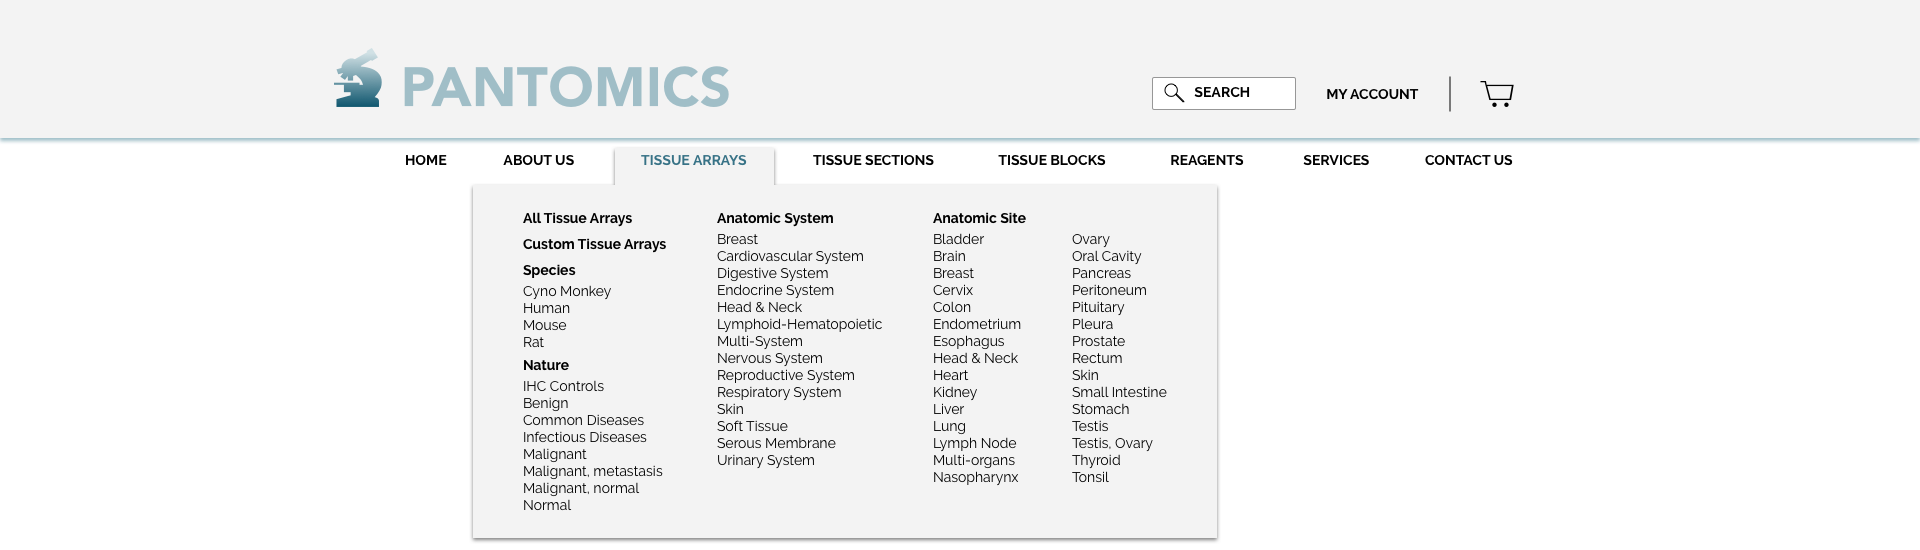 PANTOMICS
SEARCH
MY ACCOUNT
HOME
ABOUT US
TISSUE ARRAYS
TISSUE SECTIONS
TISSUE BLOCKS
REAGENTS
SERVICES
CONTACT US
All Tissue Arrays
Custom Tissue Arrays
Species
Cyno Monkey
Human
Mouse
Rat
Nature
IHC Controls
Benign
Common Diseases
Infectious Diseases
Malignant
Malignant, metastasis
Malignant, normal
Normal
Anatomic System
Breast
Cardiovascular System
Digestive System
Endocrine System
Head & Neck
Lymphoid-Hematopoietic
Multi-System
Nervous System
Reproductive System
Respiratory System
Skin
Soft Tissue
Serous Membrane
Urinary System
Anatomic Site
Bladder
Brain
Breast
Cervix
Colon
Endometrium
Esophagus
Head & Neck
Heart
Kidney
Liver
Lung
Lymph Node
Multi-organs
Nasopharynx
Ovary
Oral Cavity
Pancreas
Peritoneum
Pituitary
Pleura
Prostate
Rectum
Skin
Small Intestine
Stomach
Testis
Testis, Ovary
Thyroid
Tonsil